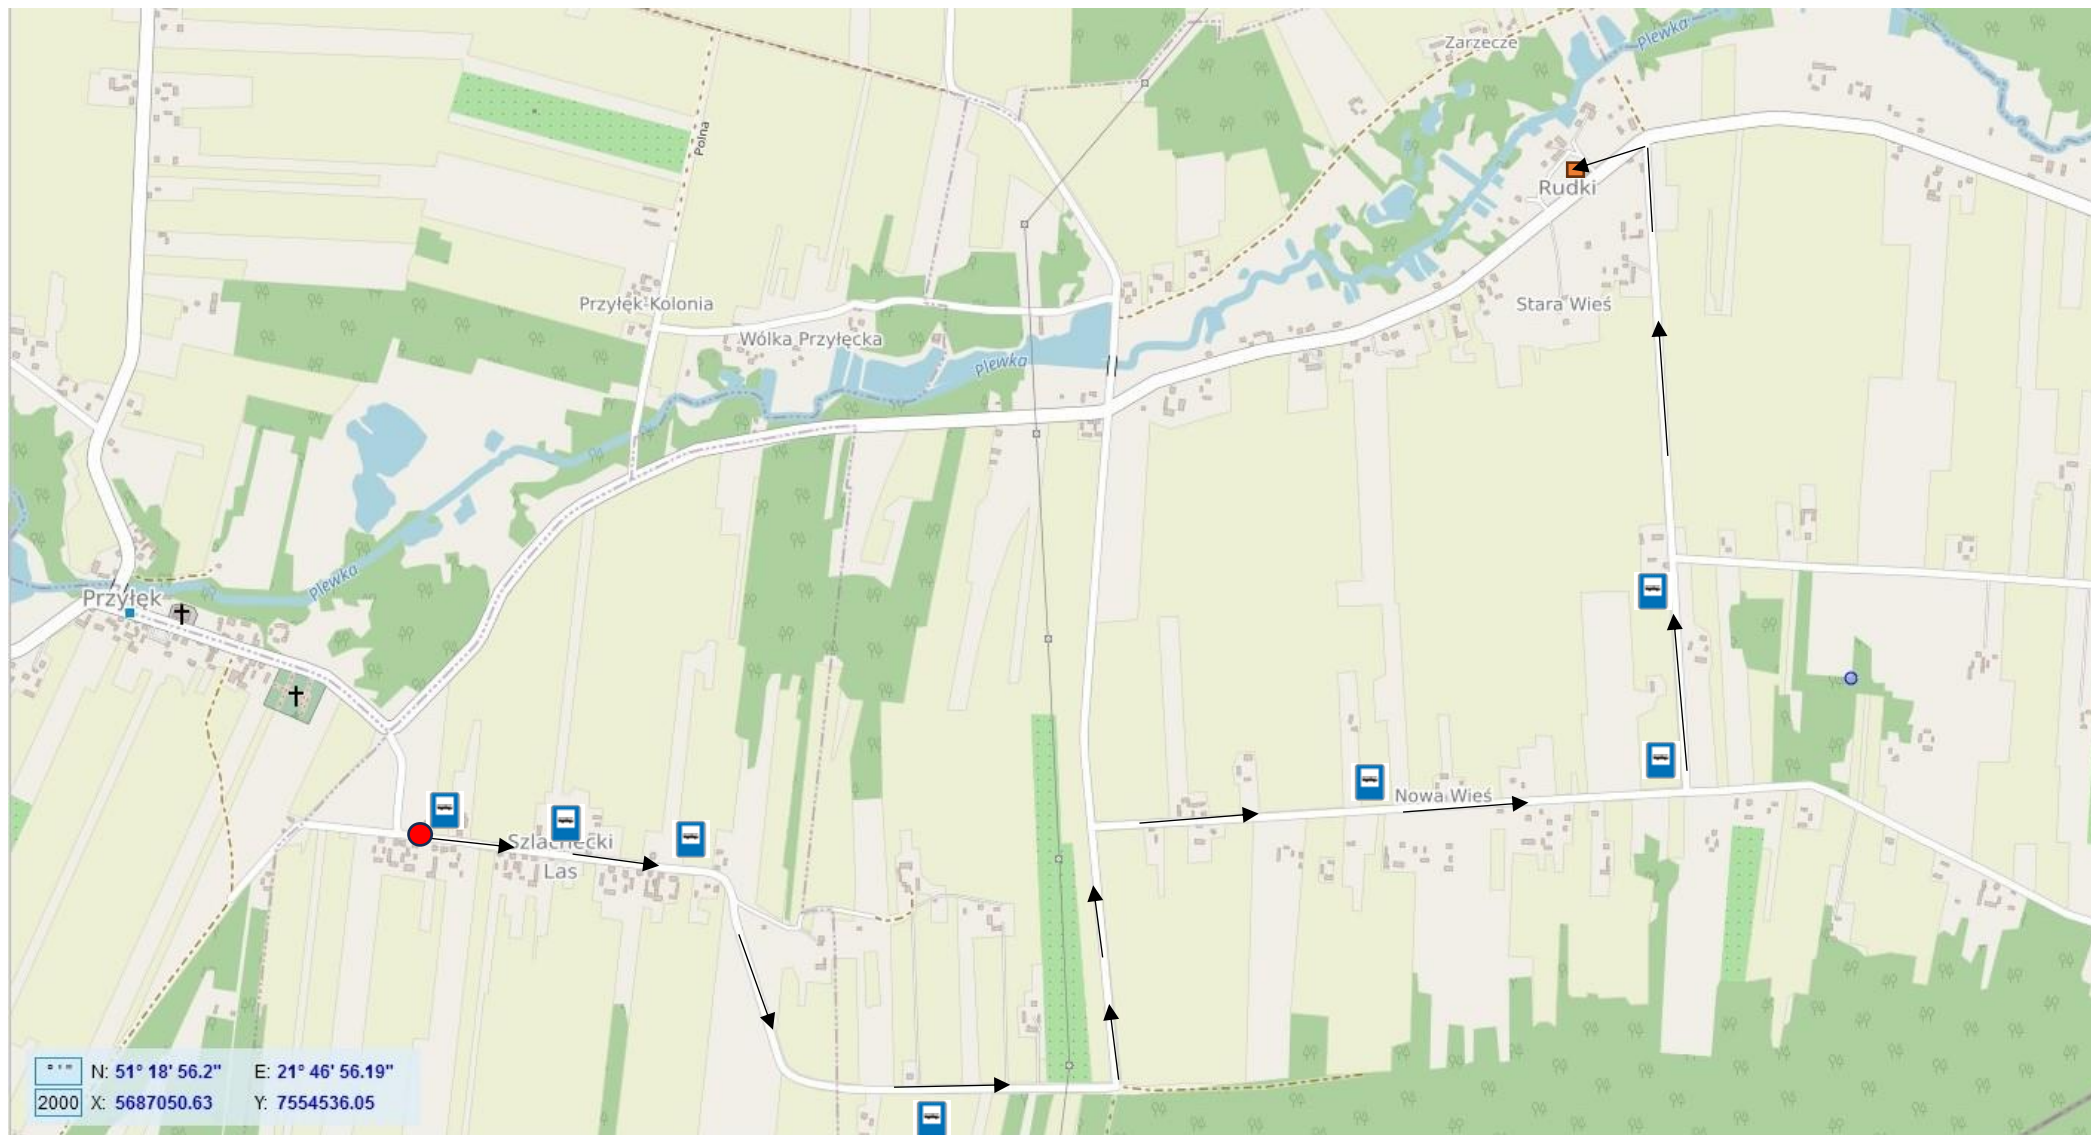 Plewka
Zarzecze
Polna
Rudki
Przyłęk-Kolonia
Stara Wieś
Wólka Przyłęcka
Plewka
Plewka
Przyłęk
Nowa Wieś
Szlachecki
Las
° ' " N: 51° 18' 56.2" E: 21° 46' 56.19"
2000 X: 5687050.63 Y: 7554536.05